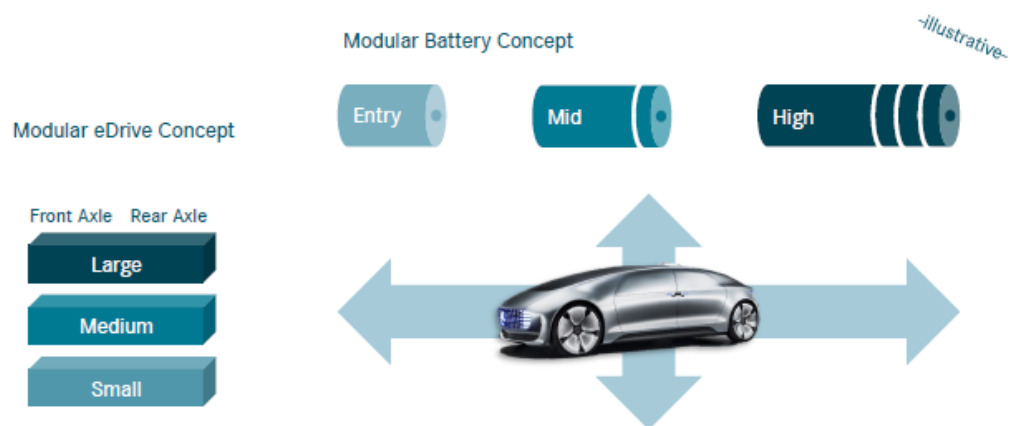 -illustrative-
Modular Battery Concept
Entry
Mid
High
Modular eDrive Concept
Front Axle Rear Axle
Large
Medium
Small